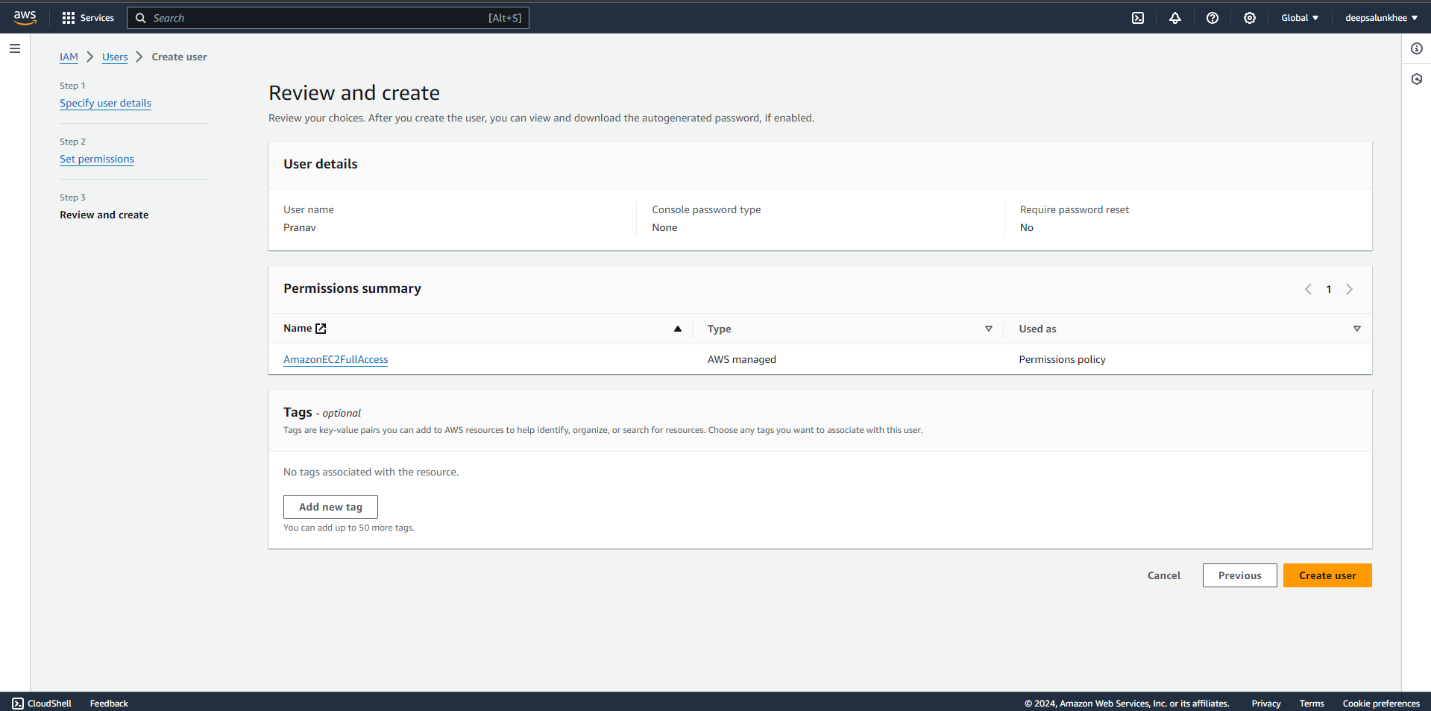 aws Services Search [Alt+S] Global deepsalunkhee
IAM Users Create user
Step 1
Specify user details
Step 2
Set permissions
Step 3
Review and create
Review and create
Review your choices. After you create the user, you can view and download the autogenerated password, if enabled.
User details
User name Console password type Require password reset
Pranav None No
Permissions summary 1
Name Type Used as
AmazonEC2FullAccess AWS managed Permissions policy
Tags - optional
Tags are key-value pairs you can add to AWS resources to help identify, organize, or search for resources. Choose any tags you want to associate with this user.
No tags associated with the resource.
Add new tag
You can add up to 50 more tags.
Cancel Previous Create user
CloudShell Feedback © 2024, Amazon Web Services, Inc. or its affiliates. Privacy Terms Cookie preferences